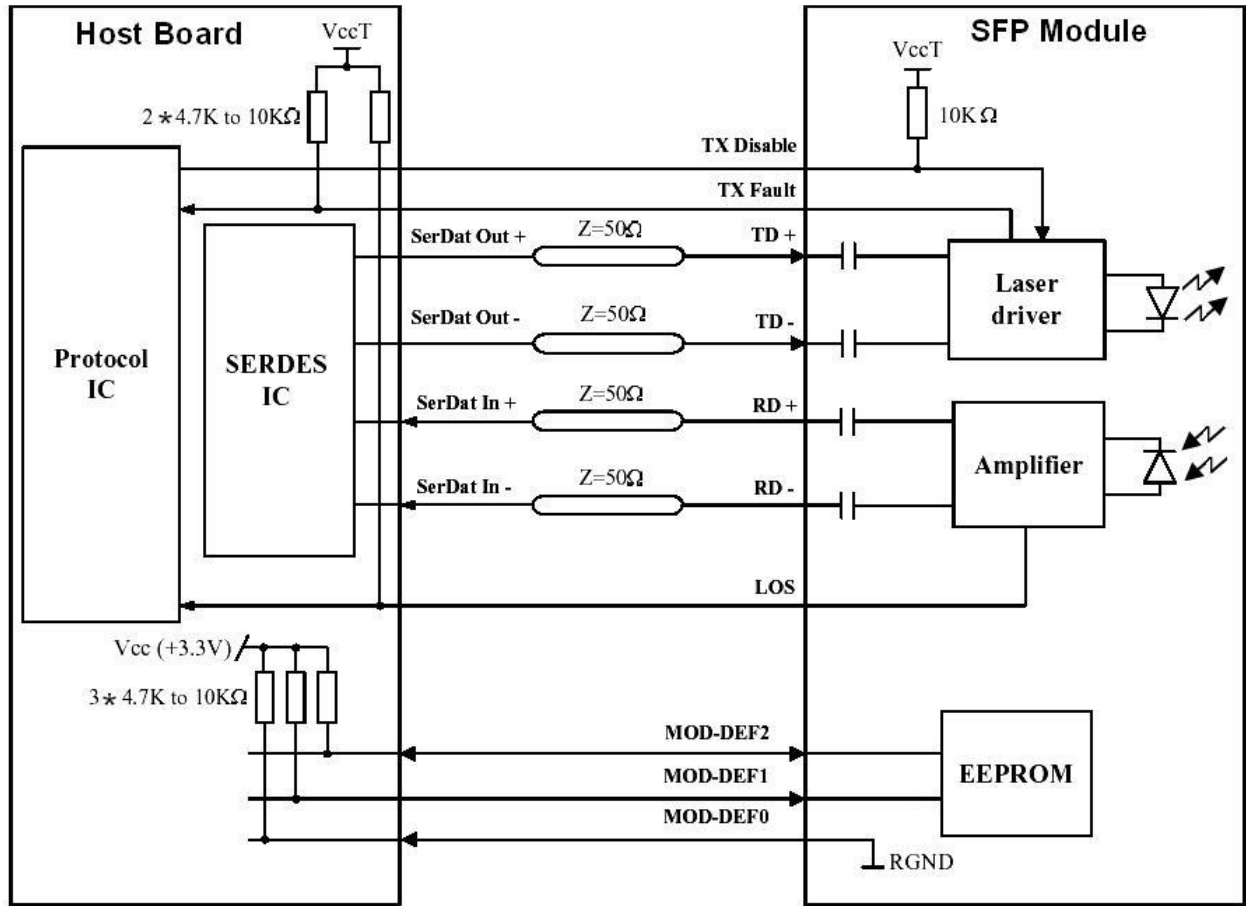 Host Board
VccT
SFP Module
VccT
2*4.7K to 10KΩ
10K Ω
TX Disable
TX Fault
SerDat Out +
Z=50Ω
TD +
Laser driver
SerDat Out -
Z=50Ω
TD -
Protocol IC
SERDES IC
SerDat In +
Z=50Ω
RD +
Amplifier
SerDat In -
Z=50Ω
RD -
LOS
Vcc (+3.3V)
3* 4.7K to 10KΩ
MOD-DEF2
EEPROM
MOD-DEF1
MOD-DEF0
RGND